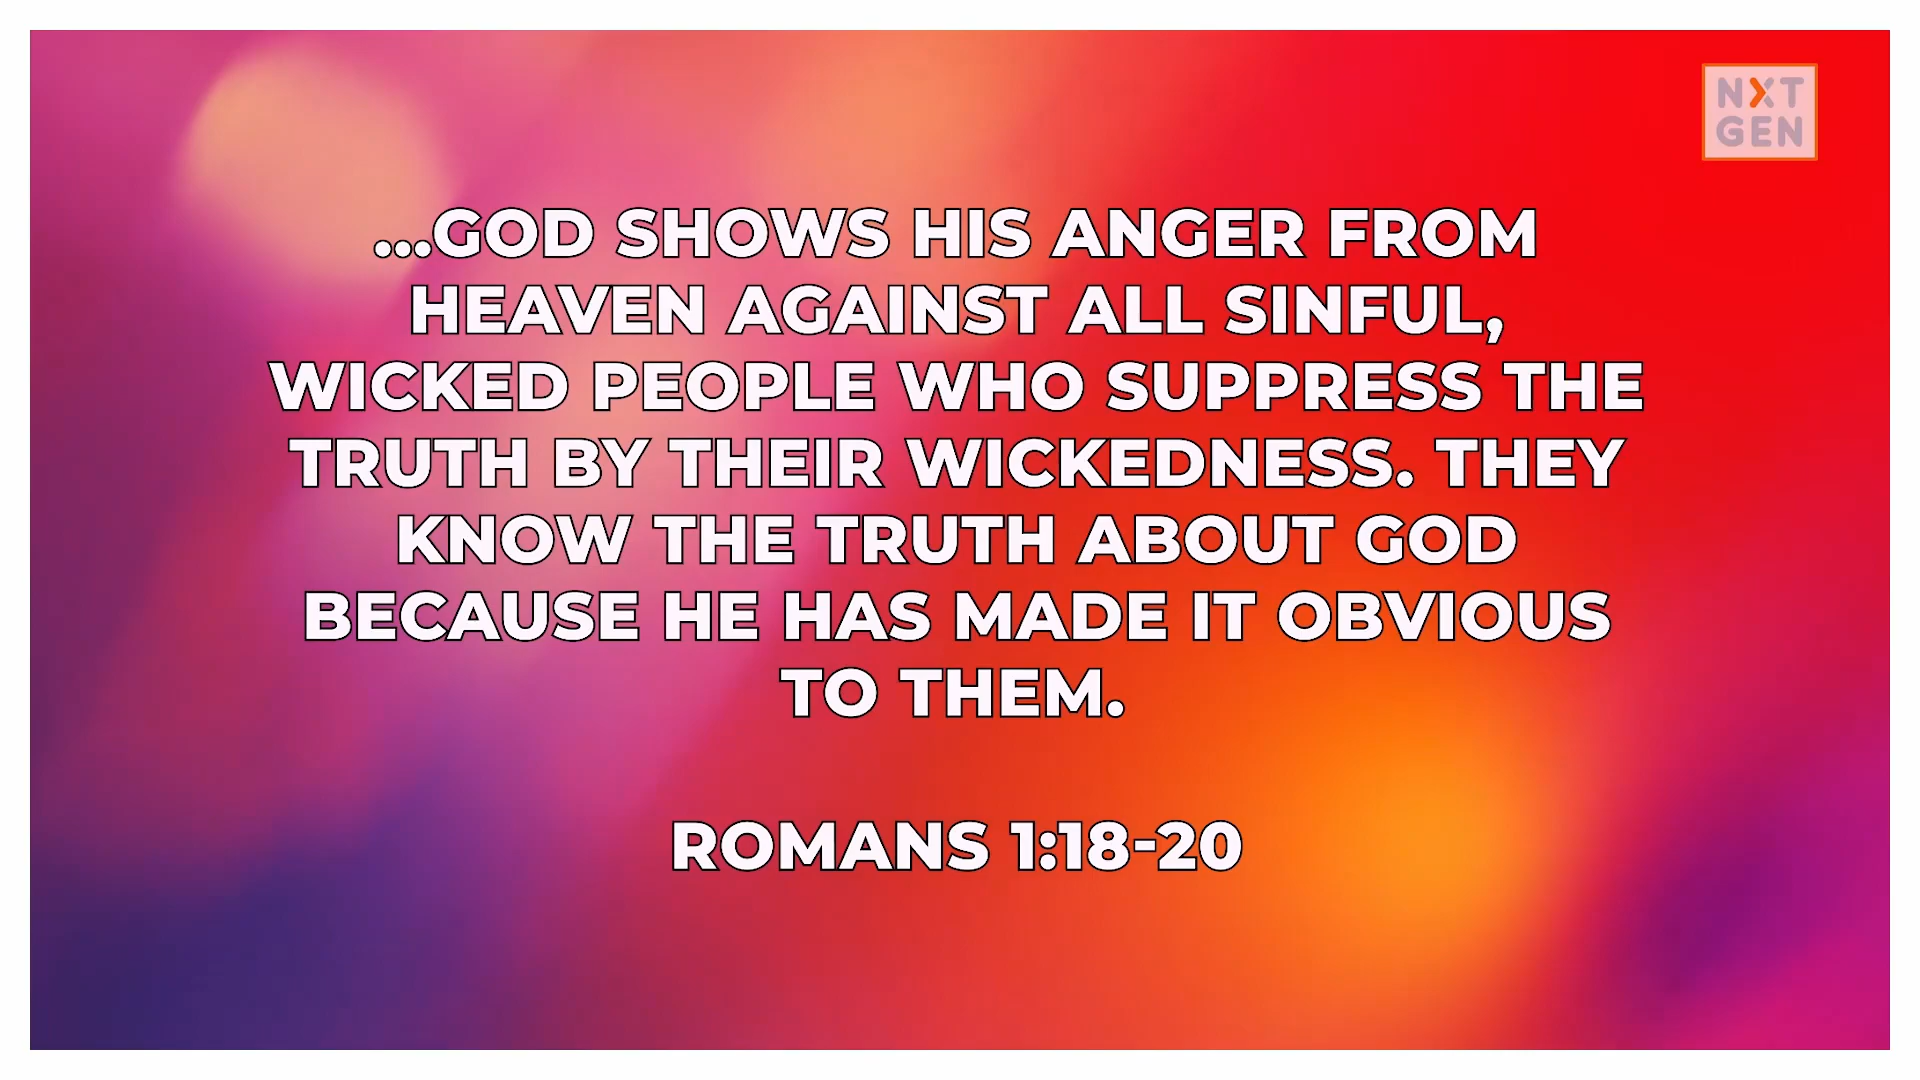 NXT
GEN
...GOD SHOWS HIS ANGER FROM
HEAVEN AGAINST ALL SINFUL,
WICKED PEOPLE WHO SUPPRESS THE
TRUTH BY THEIR WICKEDNESS. THEY
KNOW THE TRUTH ABOUT GOD
BECAUSE HE HAS MADE IT OBVIOUS
TO THEM.
ROMANS 1:18-20